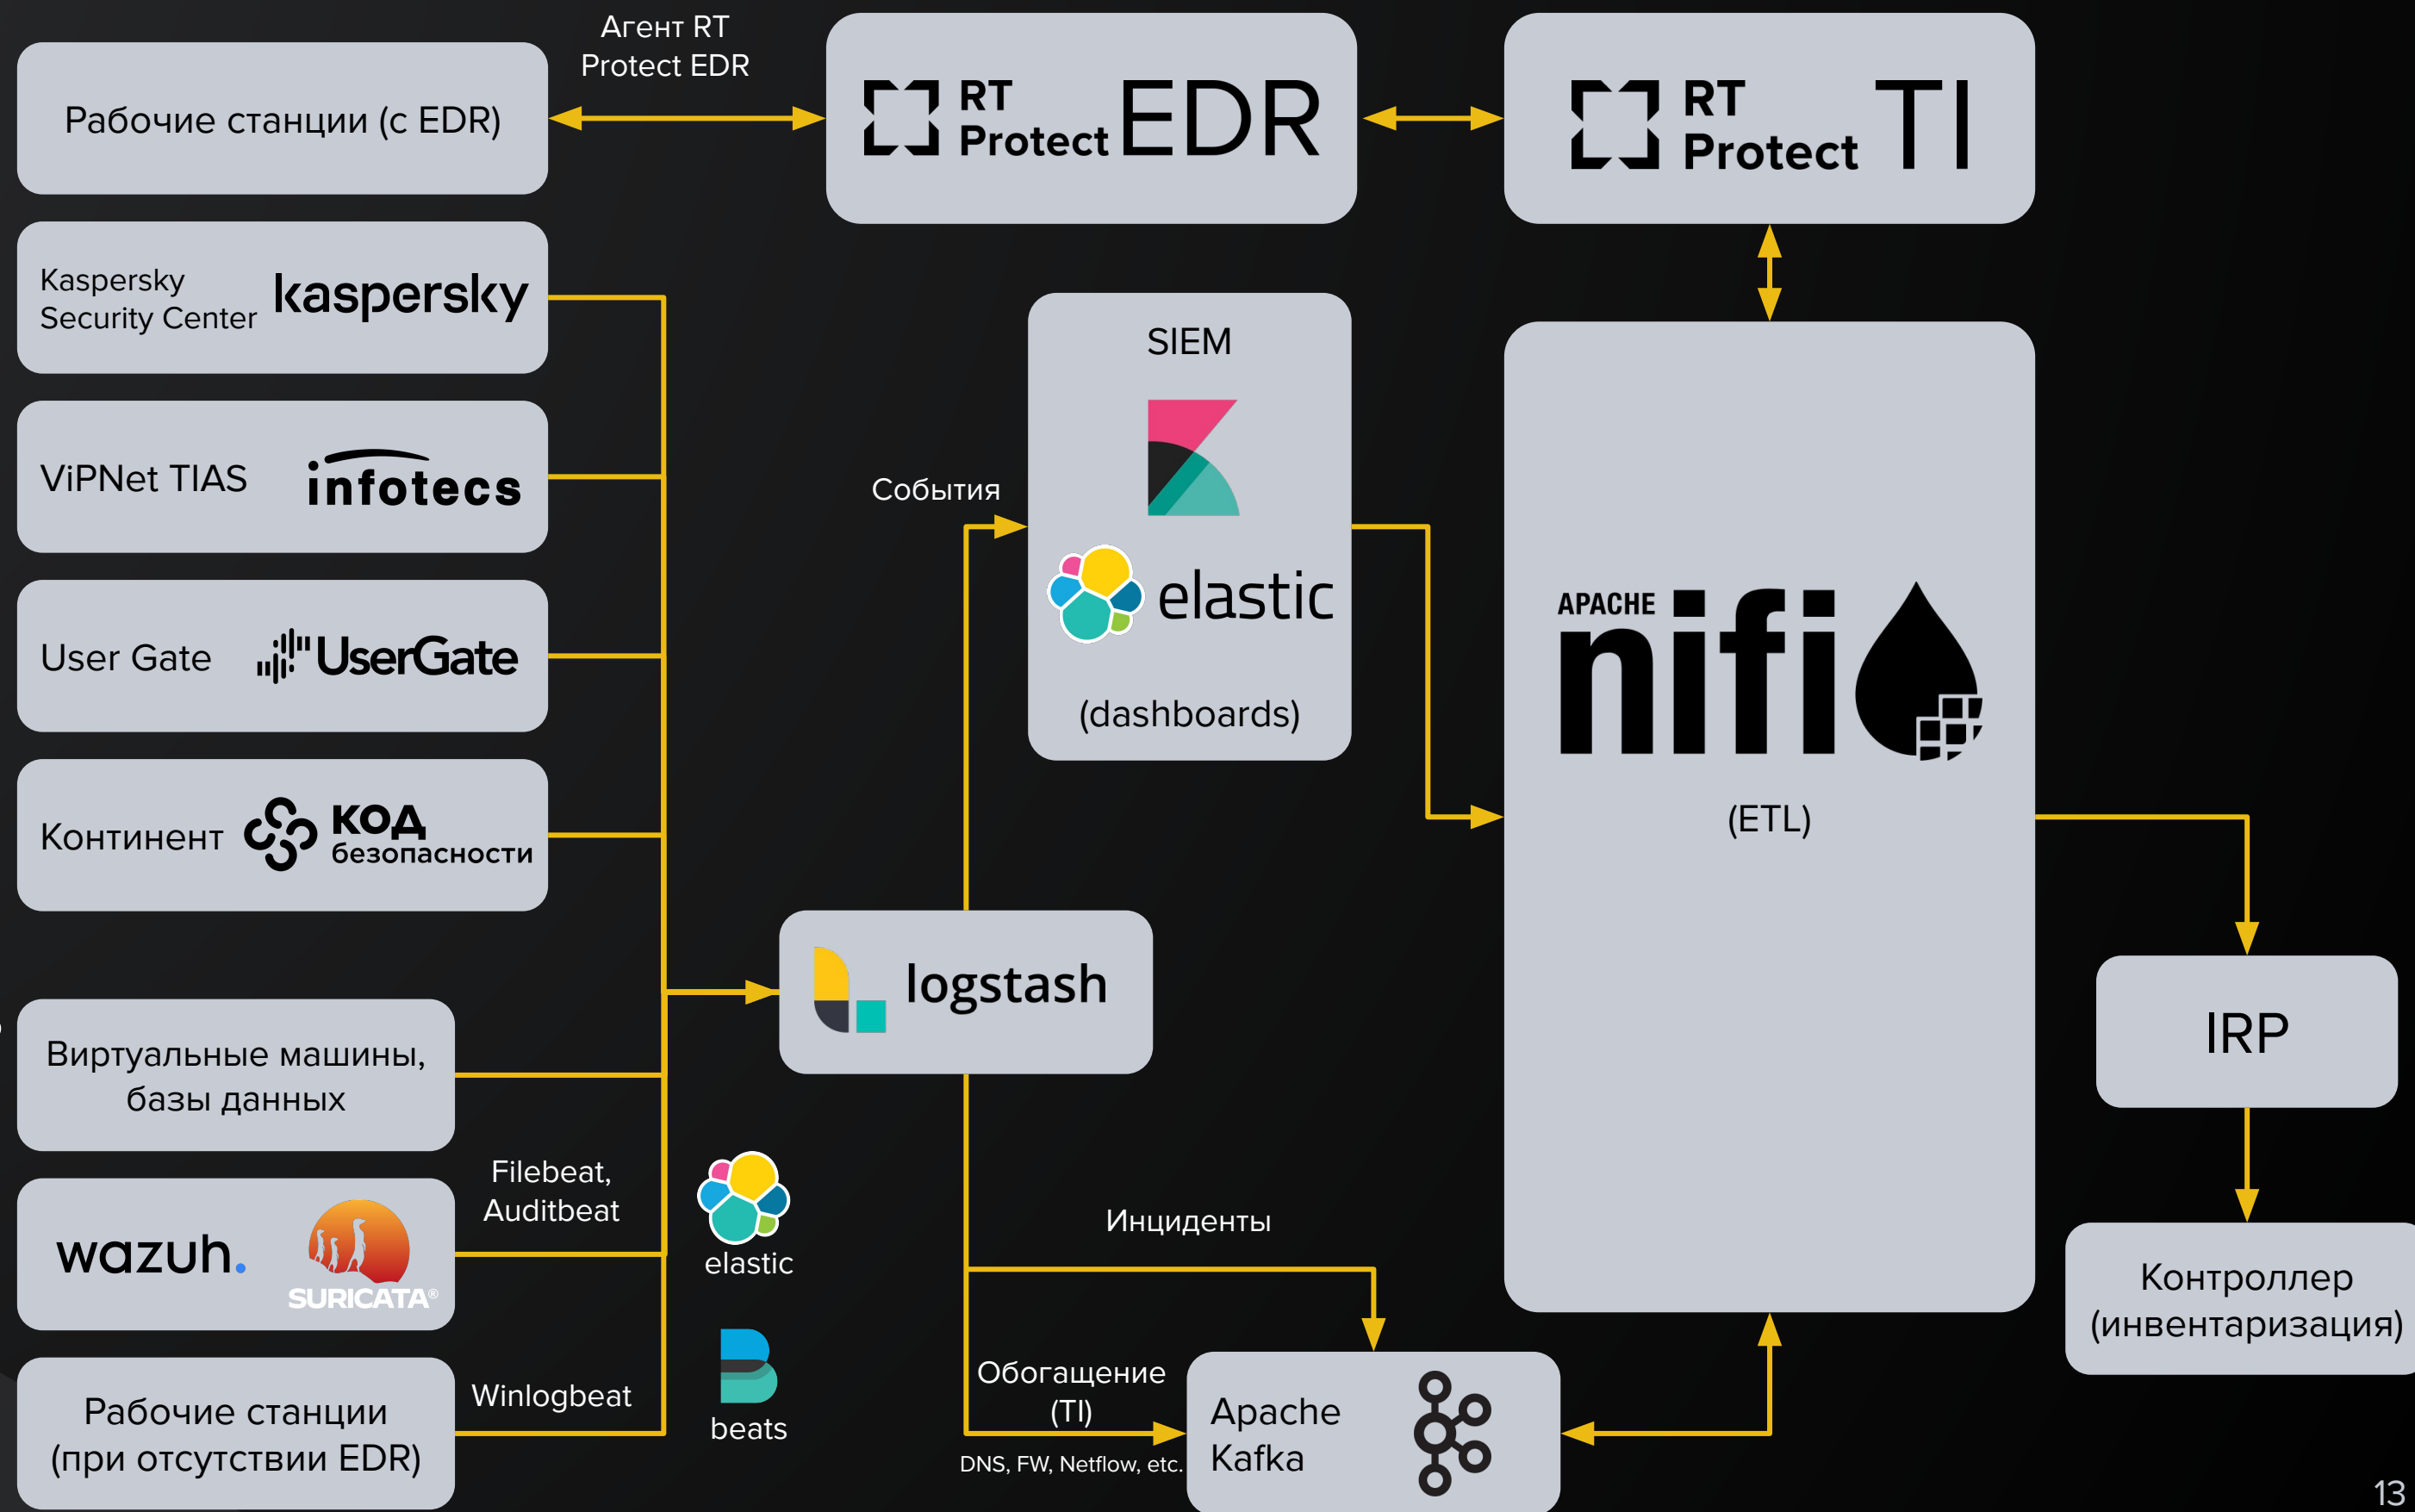 Агент RT
Protect EDR
Рабочие станции (с EDR)
RT
Protect EDR
RT
Protect TI
Kaspersky
Security Center
kaspersky
ViPNet TIAS
infotecs
User Gate
UserGate
Континент
КОД
безопасности
События
SIEM
elastic
(dashboards)
APACHE
nifi
(ETL)
logstash
Виртуальные машины,
базы данных
IRP
Filebeat,
Auditbeat
wazuh.
SURICATA®
elastic
Инциденты
Контроллер
(инвентаризация)
Рабочие станции
(при отсутствии EDR)
Winlogbeat
beats
Обогащение
(TI)
DNS, FW, Netflow, etc.
Apache
Kafka
13